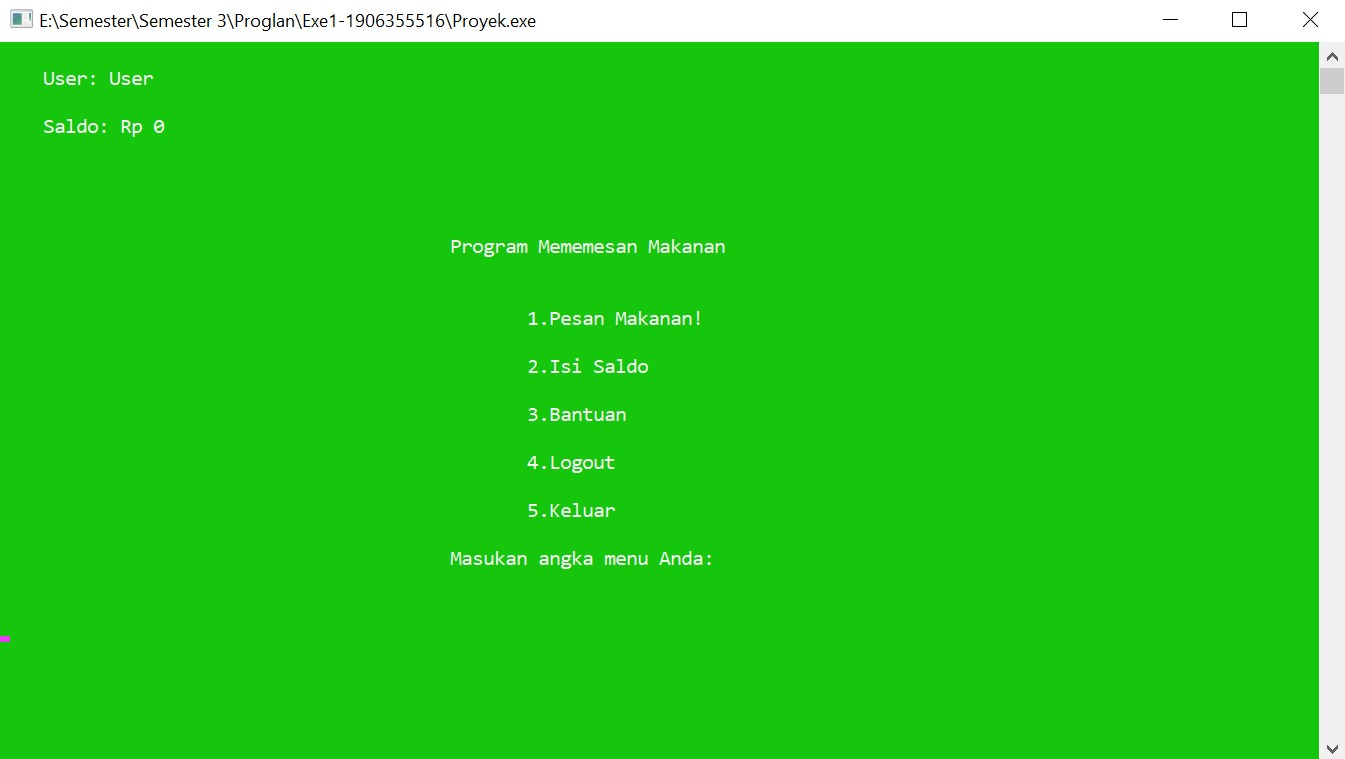 E:\Semester\Semester 3\Proglan\Exe1-1906355516\Proyek.exe
User: User
Saldo: Rp 0
Program Mememesan Makanan
1.Pesan Makanan!
2.Isi Saldo
3.Bantuan
4.Logout
5.Keluar
Masukan angka menu Anda: